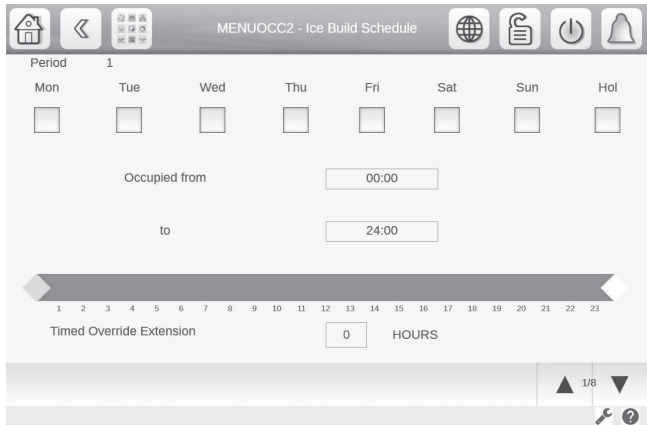 MENUOCC2 - Ice Build Schedule
Period 1
Mon Tue Wed Thu Fri Sat Sun Hol
Occupied from 00:00
to 24:00
1 2 3 4 5 6 7 8 9 10 11 12 13 14 15 16 17 18 19 20 21 22 23
Timed Override Extension 0 HOURS
1/8
?